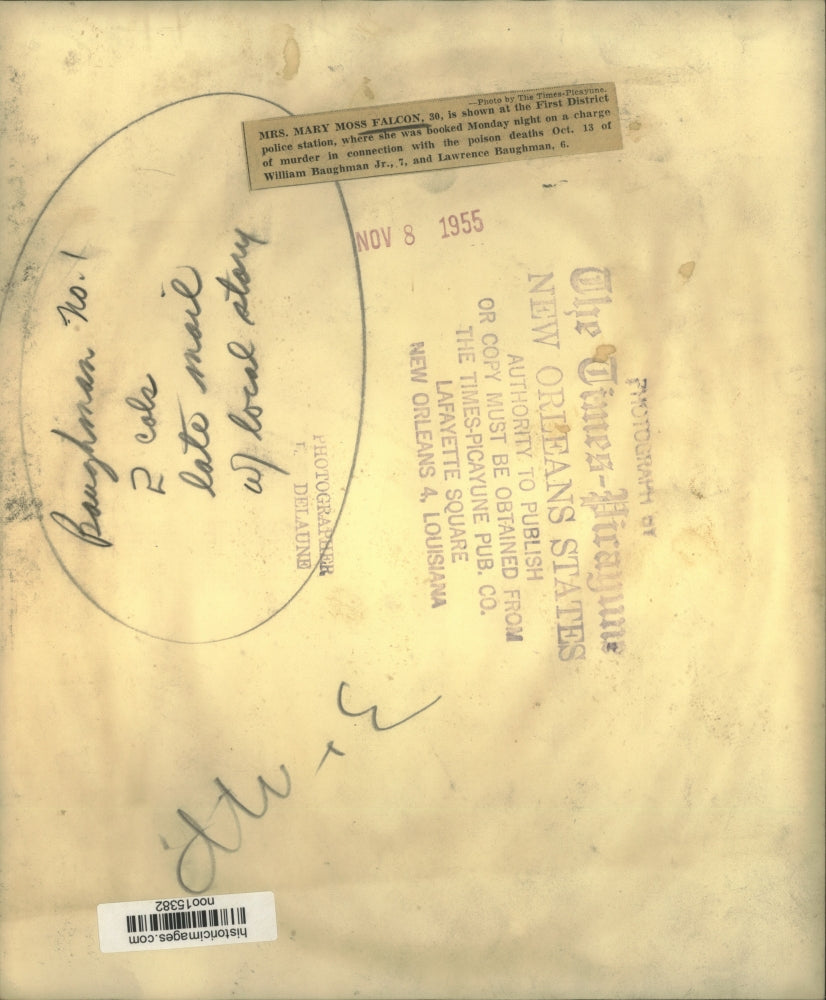 —Photo by The Times-Picayune.
MRS. MARY MOSS FALCON, 30, is shown at the First District
police station, where she was booked Monday night on a charge
of murder in connection with the poison deaths Oct. 13 of
William Baughman Jr., 7, and Lawrence Baughman, 6.
NOV 8 1955
Baughman no. 1
2 cols
late mail
w/ local story
PHOTOGRAPHER
L. DELAUNE
PHOTOGRAPH BY
The Times-Picayune
NEW ORLEANS STATES
AUTHORITY TO PUBLISH
OR COPY MUST BE OBTAINED FROM
THE TIMES-PICAYUNE PUB. CO.
LAFAYETTE SQUARE
NEW ORLEANS 4, LOUISIANA
historicimages.com
noo15382